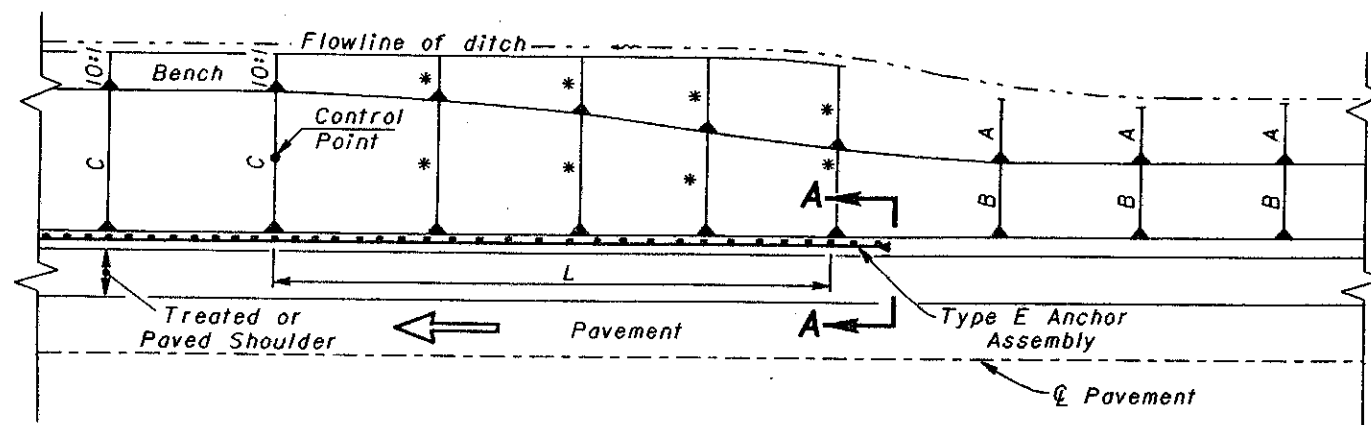 Flowline of ditch
10:1
10:1
Bench
*
*
*
*
A
A
A
Control
Point
C
C
*
*
*
*
B
B
B
A
L
Treated or
Paved Shoulder
Pavement
A
Type E Anchor
Assembly
℄ Pavement